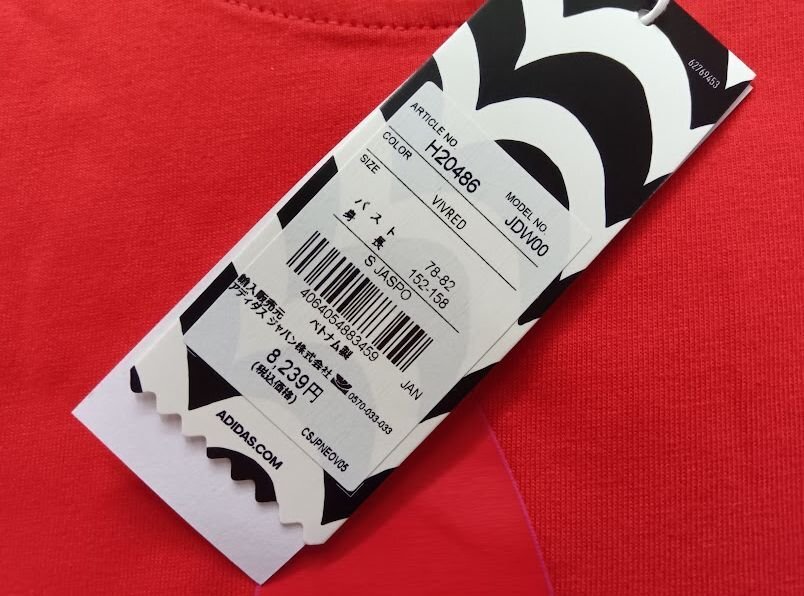 62769453
ARTICLE NO.
H20486
MODEL NO.
JDW00
COLOR
VIVRED
SIZE
バスト 78-82
身長 152-158
S JASPO
4064054883459
JAN
ベトナム製
輸入販売元
アディダス ジャパン株式会社 0570-033-033
8,239円
(税込価格)
CSJPNEOV05
ADIDAS.COM